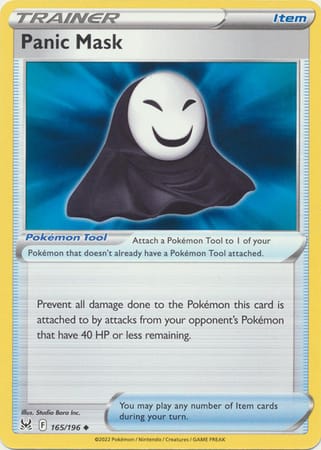 TRAINER Item
Panic Mask
Pokémon Tool Attach a Pokémon Tool to 1 of your
Pokémon that doesn't already have a Pokémon Tool attached.
Prevent all damage done to the Pokémon this card is
attached to by attacks from your opponent's Pokémon
that have 40 HP or less remaining.
You may play any number of Item cards
during your turn.
Illus. Studio Bora Inc.
F 165/196
©2022 Pokémon / Nintendo / Creatures / GAME FREAK